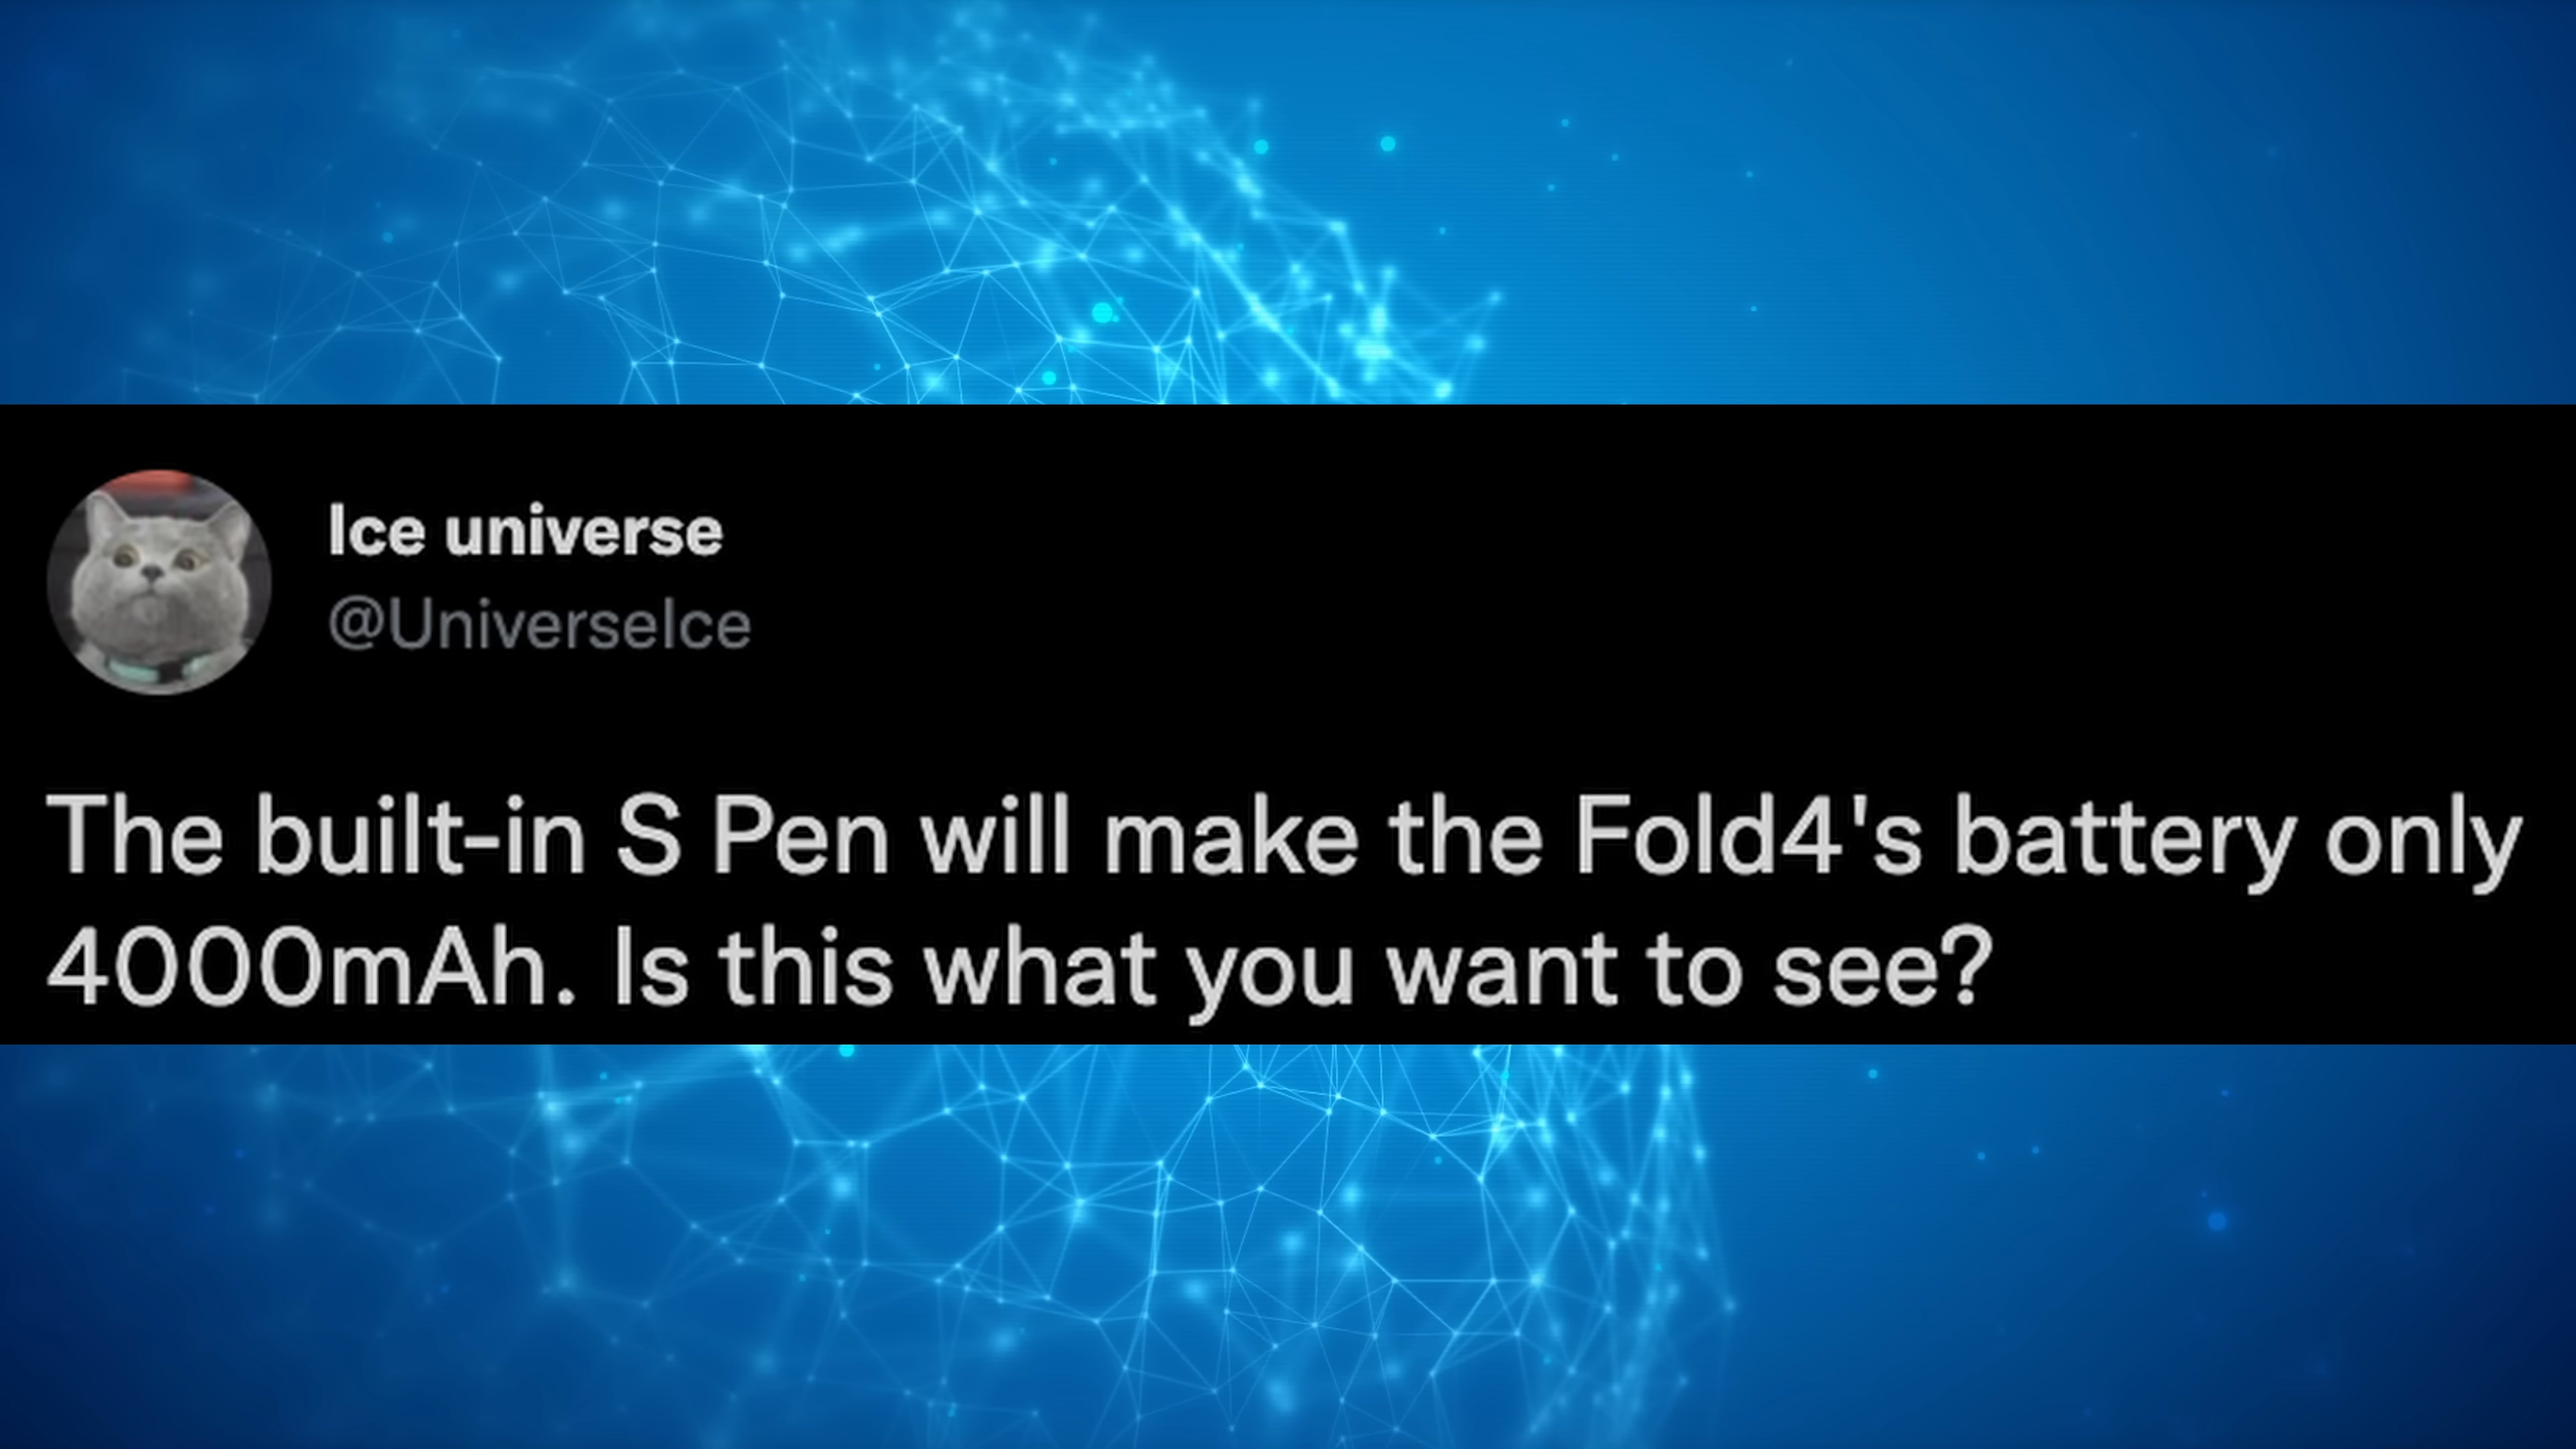 Ice universe
@UniverseIce
The built-in S Pen will make the Fold4's battery only
4000mAh. Is this what you want to see?